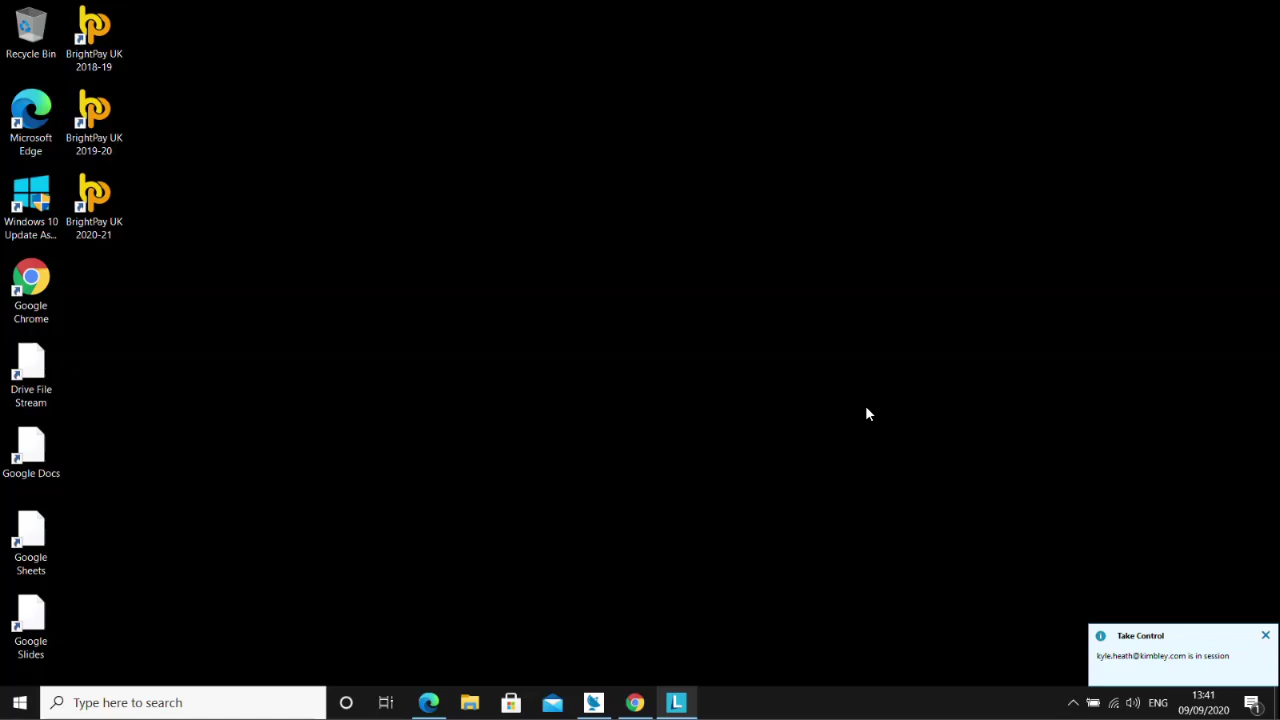 Recycle Bin
BrightPay UK
2018-19
Microsoft
Edge
BrightPay UK
2019-20
Windows 10
Update As...
BrightPay UK
2020-21
Google
Chrome
Drive File
Stream
Google Docs
Google
Sheets
Google
Slides
Take Control
kyle.heath@kimbley.com is in session
Type here to search
L
ENG
13:41
09/09/2020
1